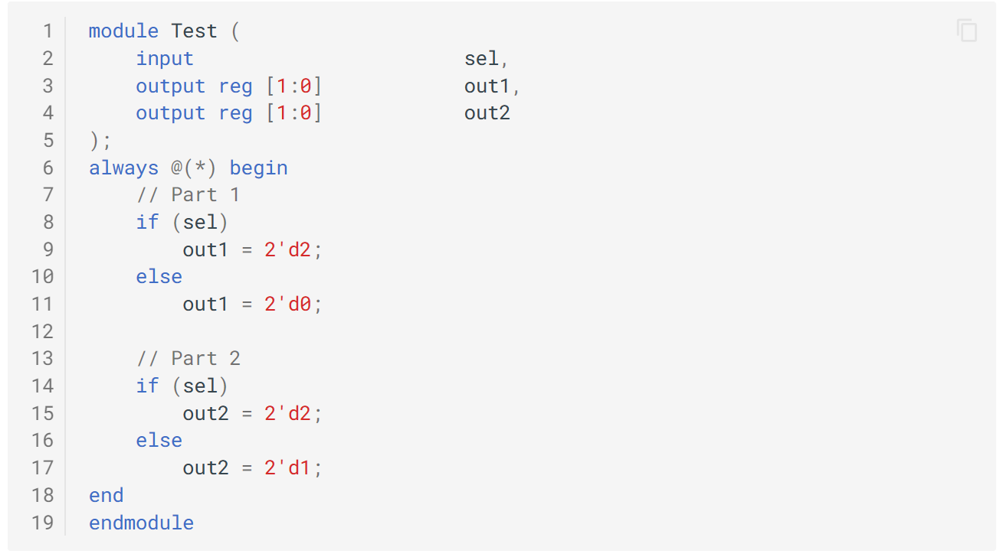 1 module Test (
2     input                       sel,
3     output reg [1:0]            out1,
4     output reg [1:0]            out2
5 );
6 always @(*) begin
7     // Part 1
8     if (sel)
9         out1 = 2'd2;
10     else
11         out1 = 2'd0;
12
13     // Part 2
14     if (sel)
15         out2 = 2'd2;
16     else
17         out2 = 2'd1;
18 end
19 endmodule